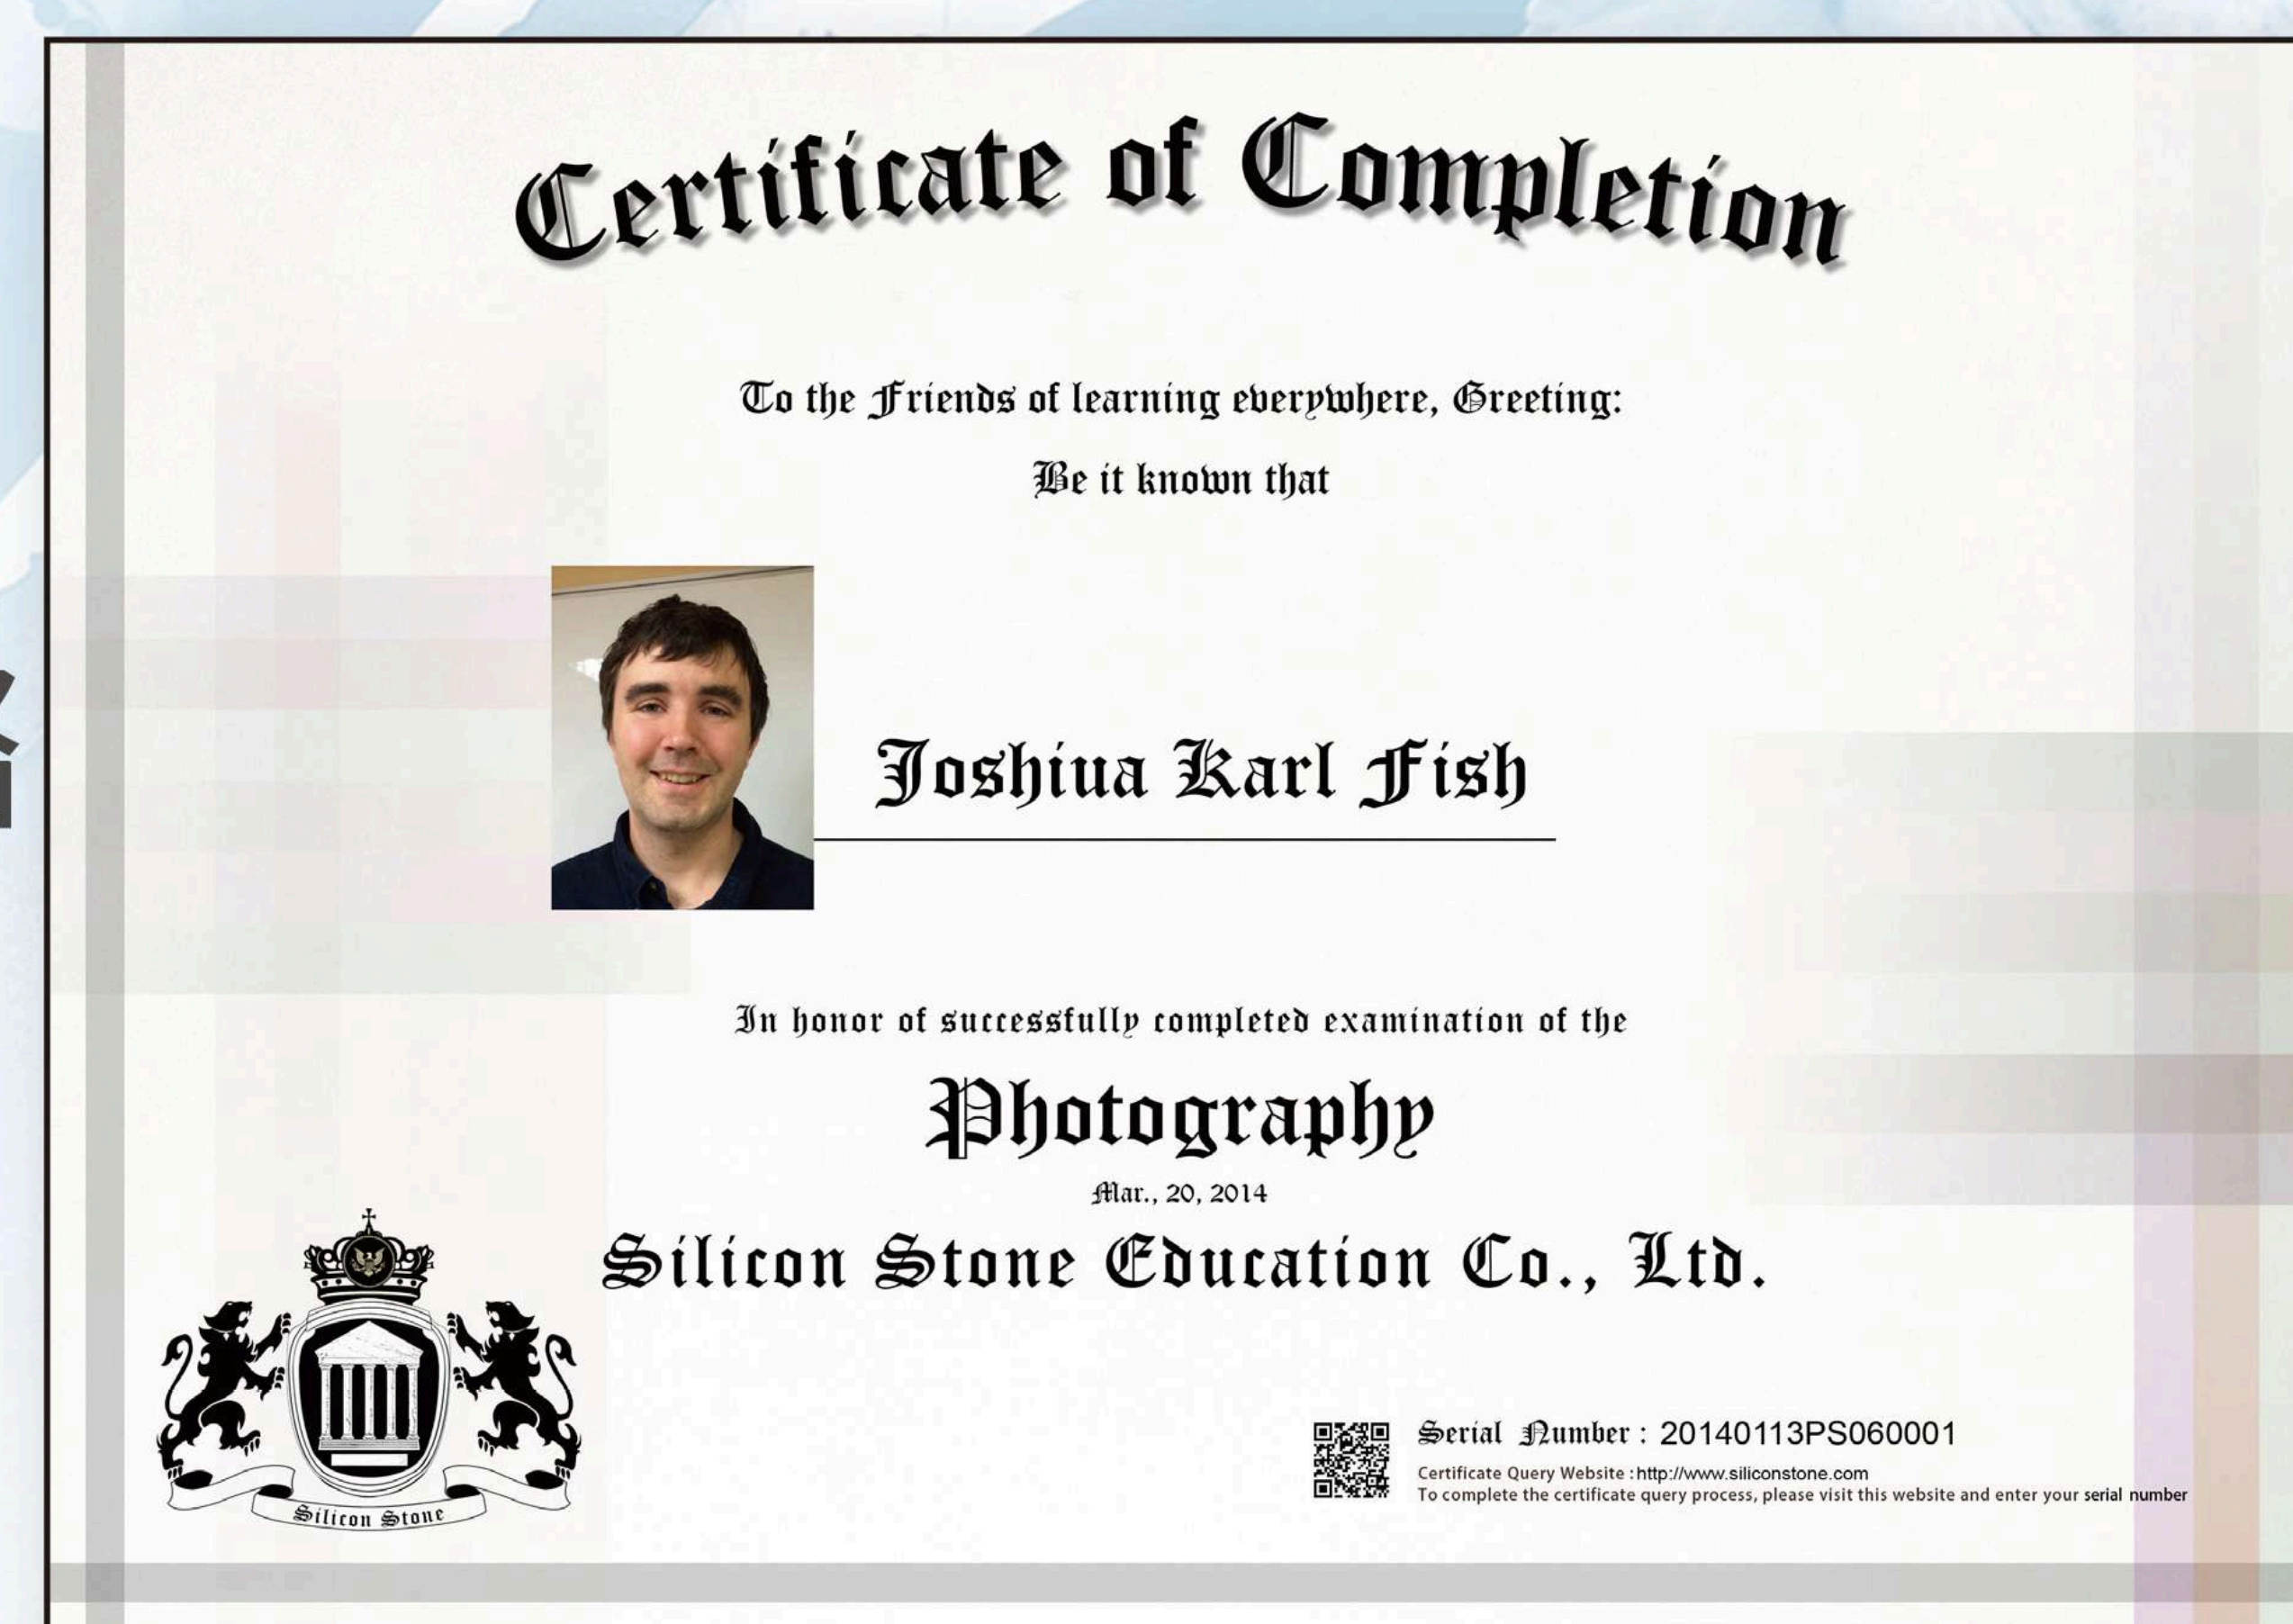 Certificate of Completion
To the Friends of learning everywhere, Greeting:
Be it known that
Joshiua Karl Fish
In honor of successfully completed examination of the
Photography
Mar., 20, 2014
Silicon Stone Education Co., Ltd.
Silicon Stone
Serial Number : 20140113PS060001
Certificate Query Website : http://www.siliconstone.com
To complete the certificate query process, please visit this website and enter your serial number